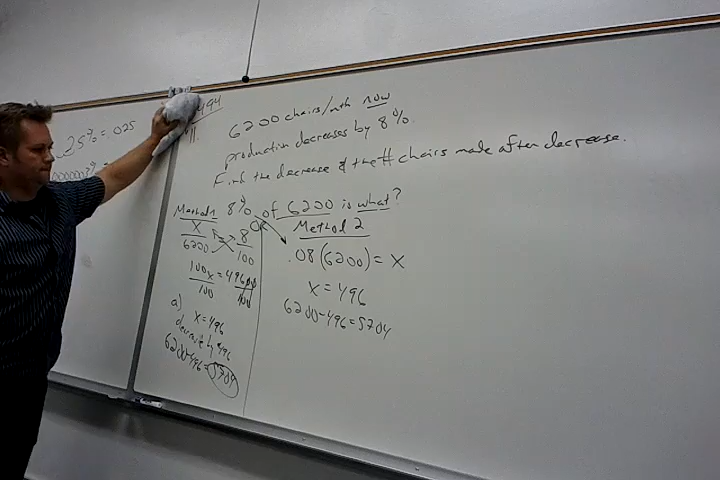 .25% = .025
494
11
6200 chairs/mth now
production decreases by 8%.
Find the decrease & the # chairs made after decrease.
8% of 6200 is what?
Method 1
X/6200 = 8/100
100x/100 = 49600/100
a)
x = 496
decrease by 496
6200-496=5704
Method 2
.08(6200) = X
X = 496
6200-496=5704